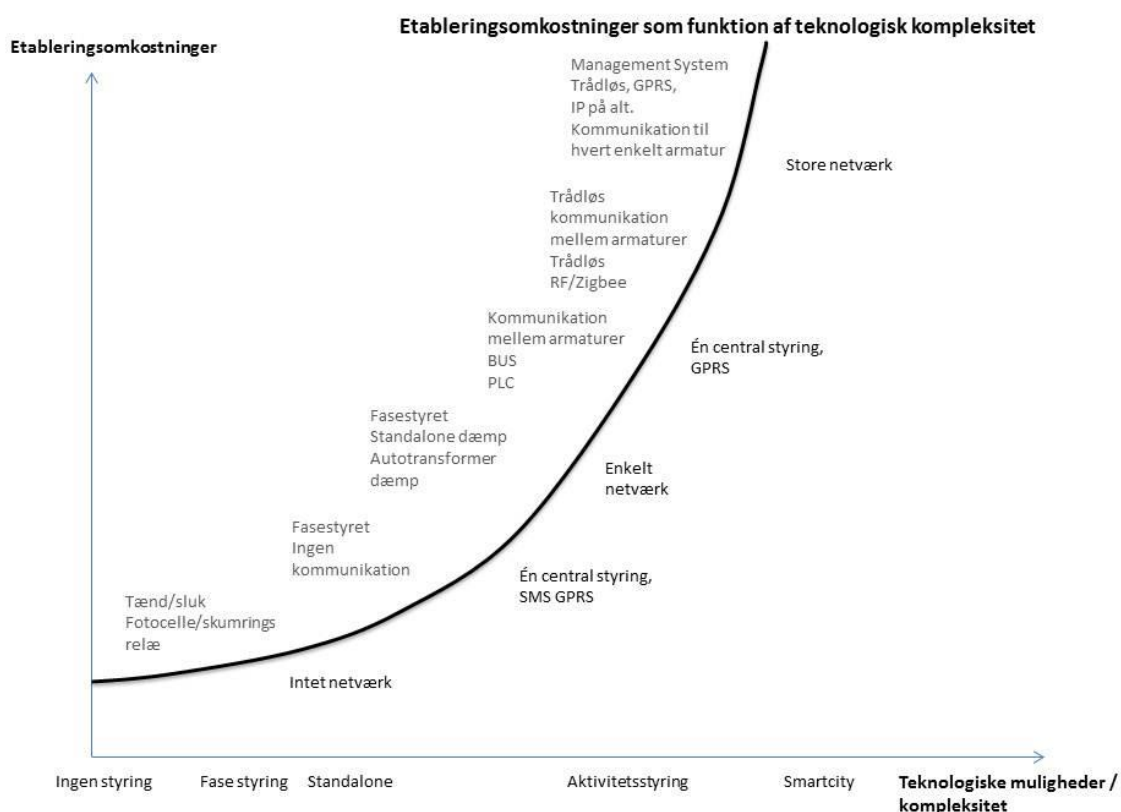 Etableringsomkostninger som funktion af teknologisk kompleksitet
Etableringsomkostninger
Management System
Trådløs, GPRS,
IP på alt.
Kommunikation til
hvert enkelt armatur
Store netværk
Trådløs
kommunikation
mellem armaturer
Trådløs
RF/Zigbee
Kommunikation
mellem armaturer
BUS
PLC
Én central styring,
GPRS
Fasestyret
Standalone dæmp
Autotransformer
dæmp
Enkelt
netværk
Fasestyret
Ingen
kommunikation
Én central styring,
SMS GPRS
Tænd/sluk
Fotocelle/skumrings
relæ
Intet netværk
Ingen styring
Fase styring
Standalone
Aktivitetsstyring
Smartcity
Teknologiske muligheder /
kompleksitet